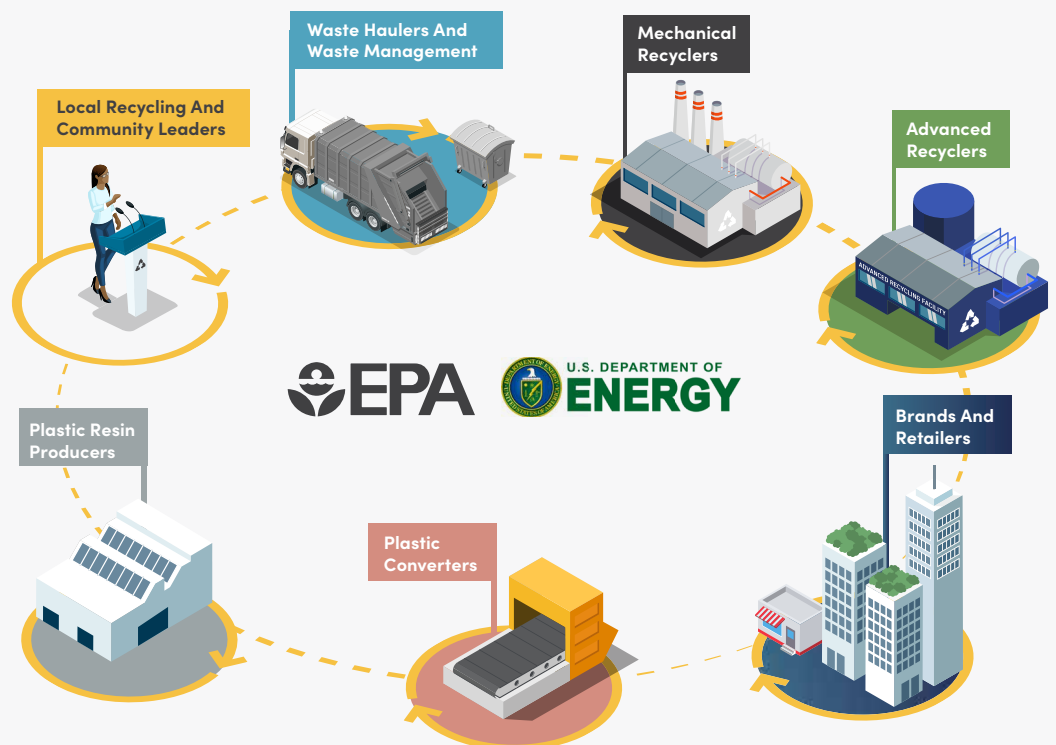 Waste Haulers And
Waste Management
Mechanical
Recyclers
Local Recycling And
Community Leaders
Advanced
Recyclers
ADVANCED RECYCLING FACILITY
EPA
U.S. DEPARTMENT OF
ENERGY
Plastic Resin
Producers
Brands And
Retailers
Plastic
Converters